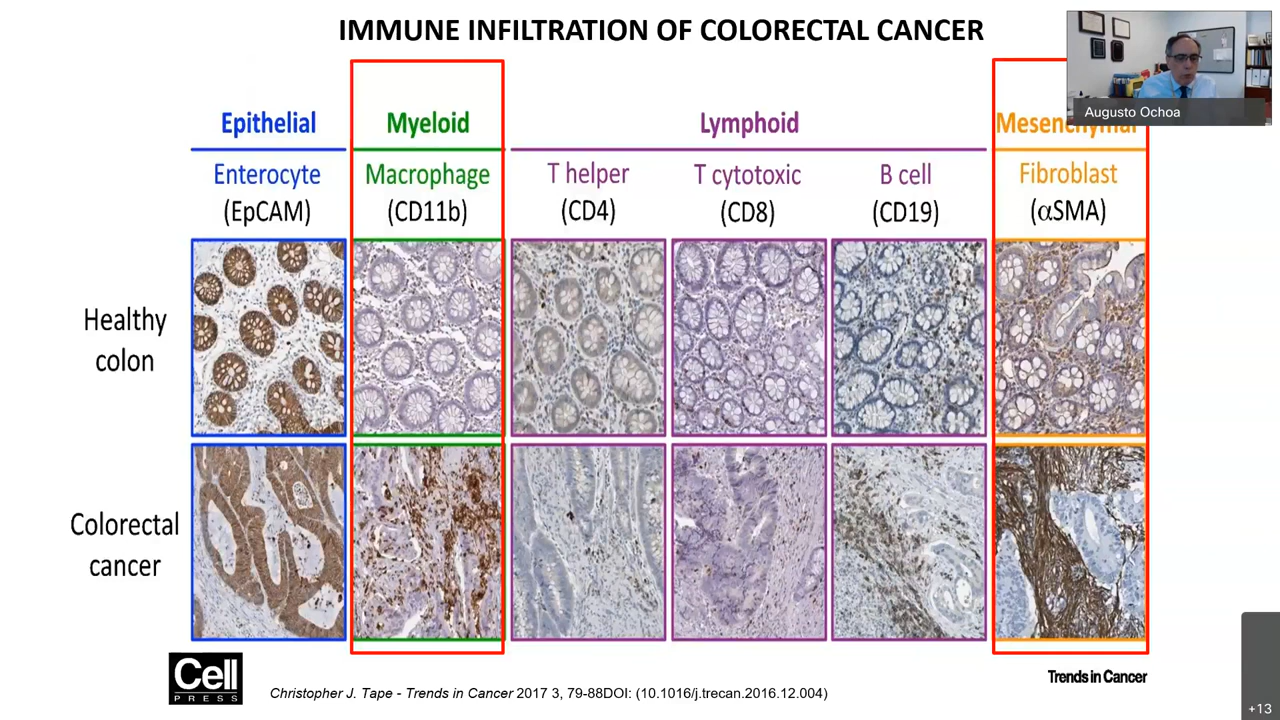 IMMUNE INFILTRATION OF COLORECTAL CANCER
Augusto Ochoa
Epithelial
Myeloid
Lymphoid
Mesenchymal
Enterocyte
(EpCAM)
Macrophage
(CD11b)
T helper
(CD4)
T cytotoxic
(CD8)
B cell
(CD19)
Fibroblast
(αSMA)
Healthy
colon
Colorectal
cancer
Cell
PRESS
Christopher J. Tape - Trends in Cancer 2017 3, 79-88DOI: (10.1016/j.trecan.2016.12.004)
Trends in Cancer
+13